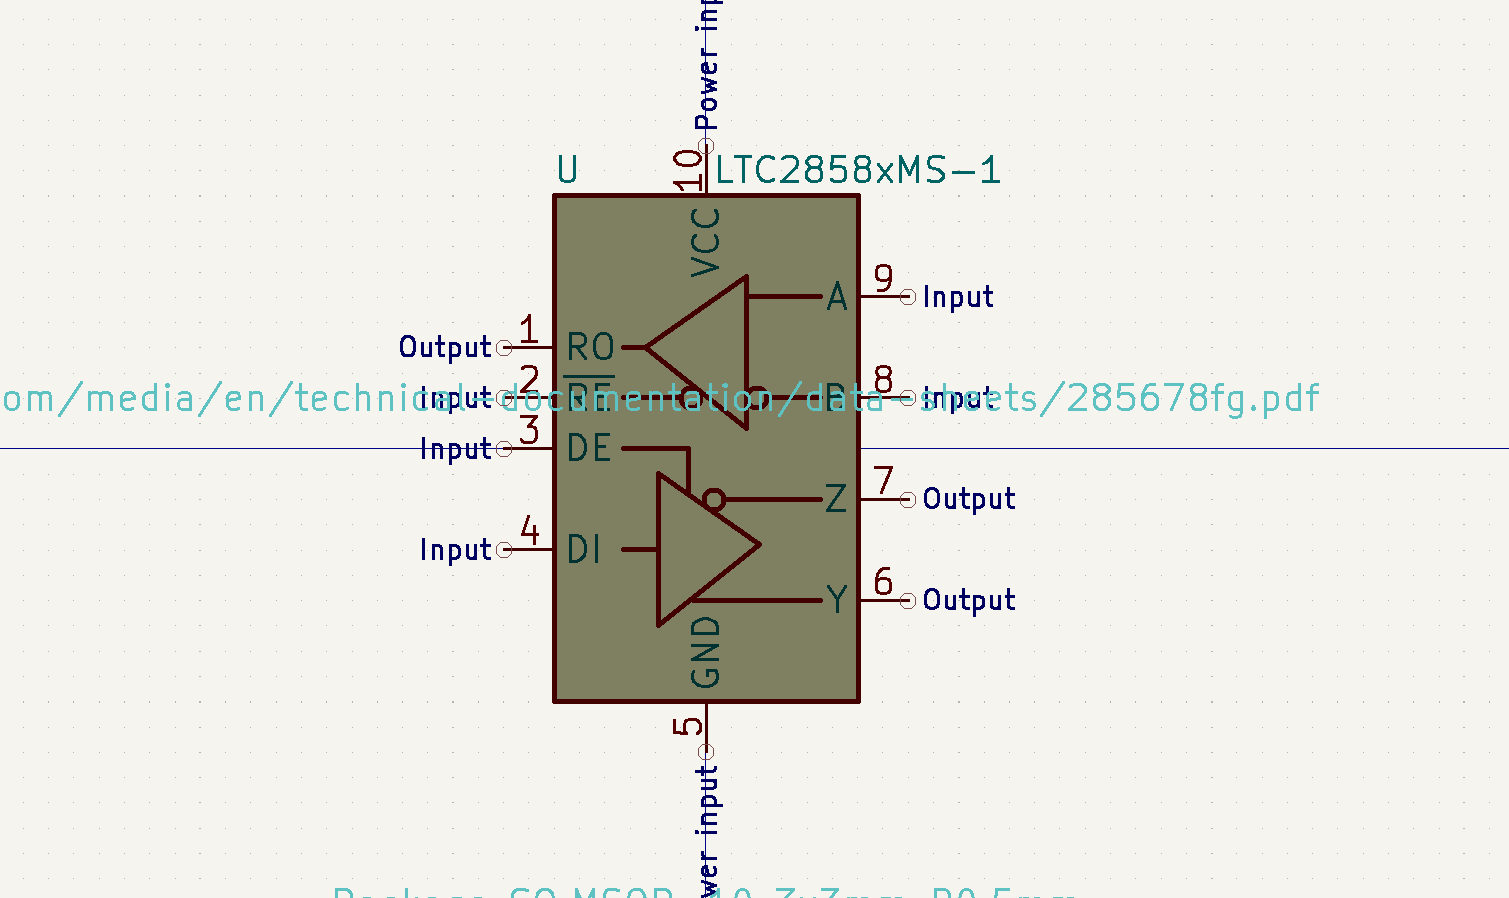 Power inp
U
10
LTC2858xMS-1
VCC
9
A
Input
1
Output
RO
2
Input
RE
8
B
Input
om/media/en/technical-documentation/data-sheets/285678fg.pdf
3
Input
DE
7
Z
Output
4
Input
DI
6
Y
Output
GND
5
wer input